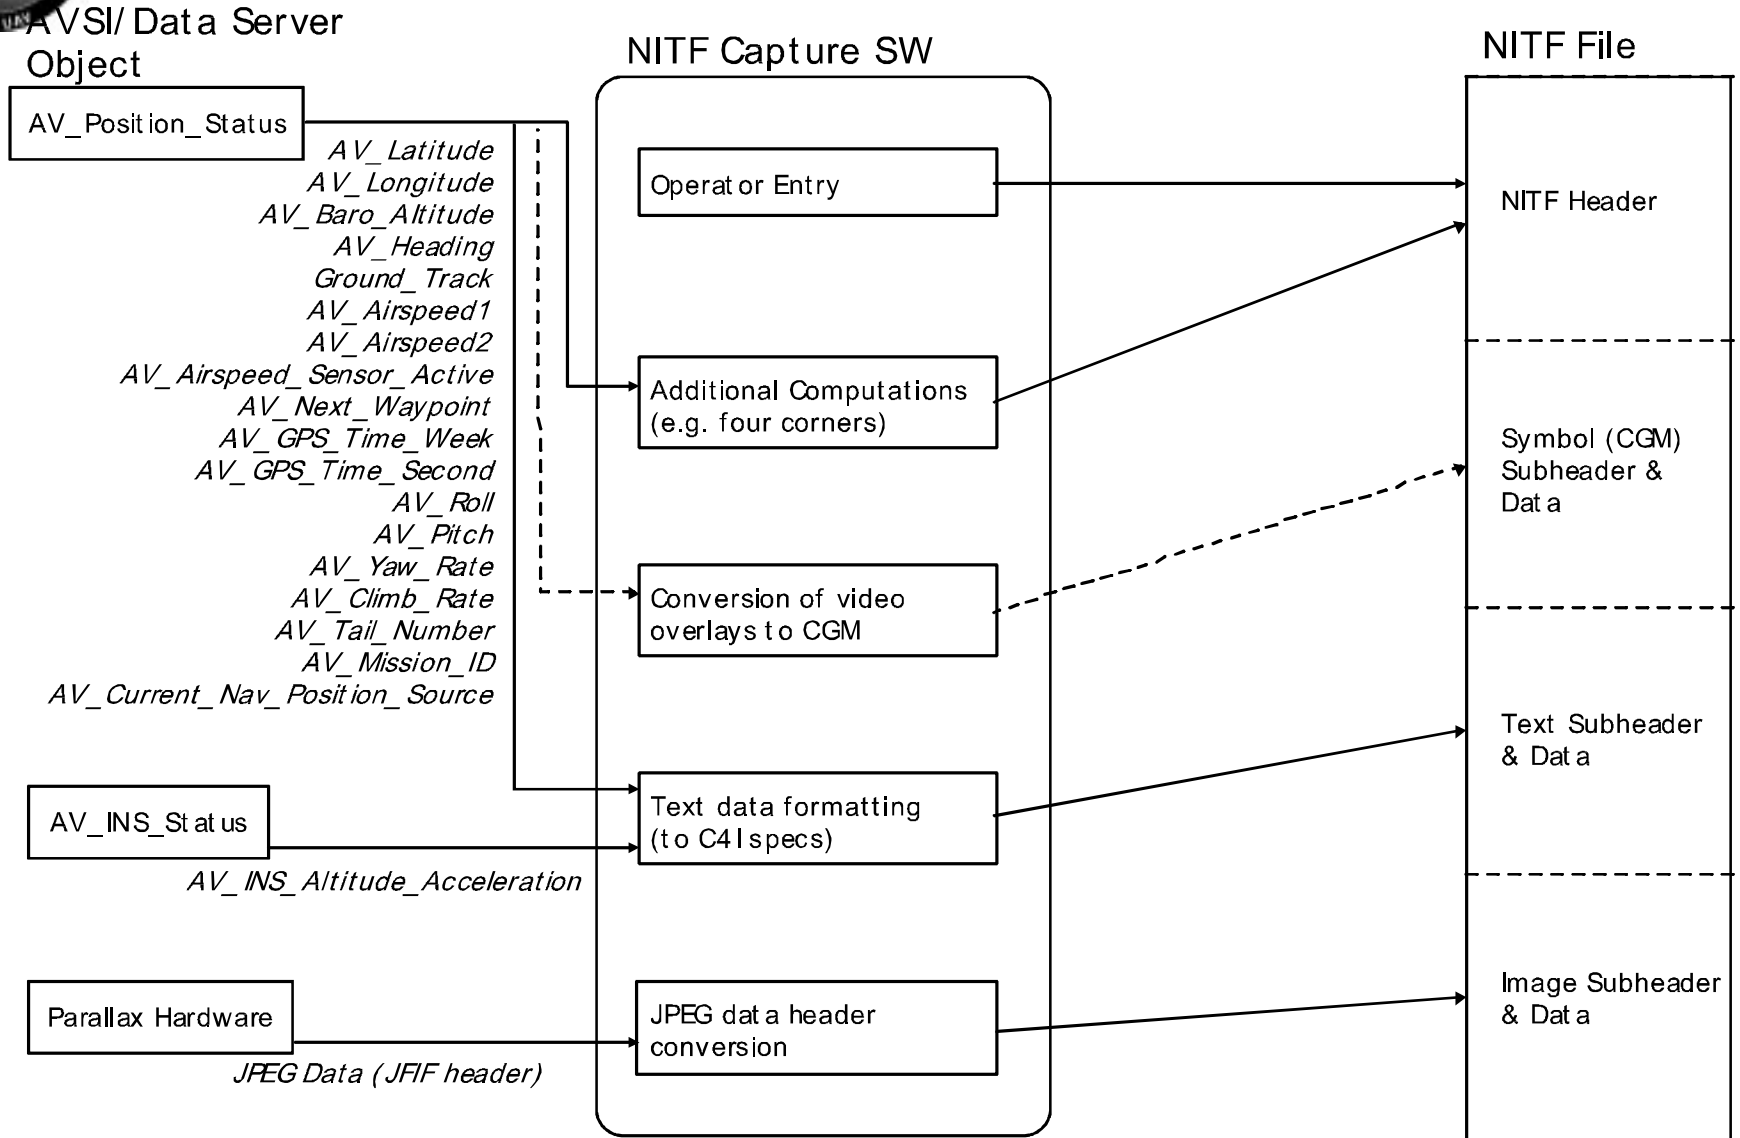 UAV
AVSI/Data Server
Object
NITF Capture SW
NITF File
AV_Position_Status
AV_Latitude
AV_Longitude
AV_Baro_Altitude
AV_Heading
Ground_Track
AV_Airspeed1
AV_Airspeed2
AV_Airspeed_Sensor_Active
AV_Next_Waypoint
AV_GPS_Time_Week
AV_GPS_Time_Second
AV_Roll
AV_Pitch
AV_Yaw_Rate
AV_Climb_Rate
AV_Tail_Number
AV_Mission_ID
AV_Current_Nav_Position_Source
AV_INS_Status
AV_INS_Altitude_Acceleration
Parallax Hardware
JPEG Data (JFIF header)
Operator Entry
Additional Computations
(e.g. four corners)
Conversion of video
overlays to CGM
Text data formatting
(to C4I specs)
JPEG data header
conversion
NITF Header
Symbol (CGM)
Subheader &
Data
Text Subheader
& Data
Image Subheader
& Data